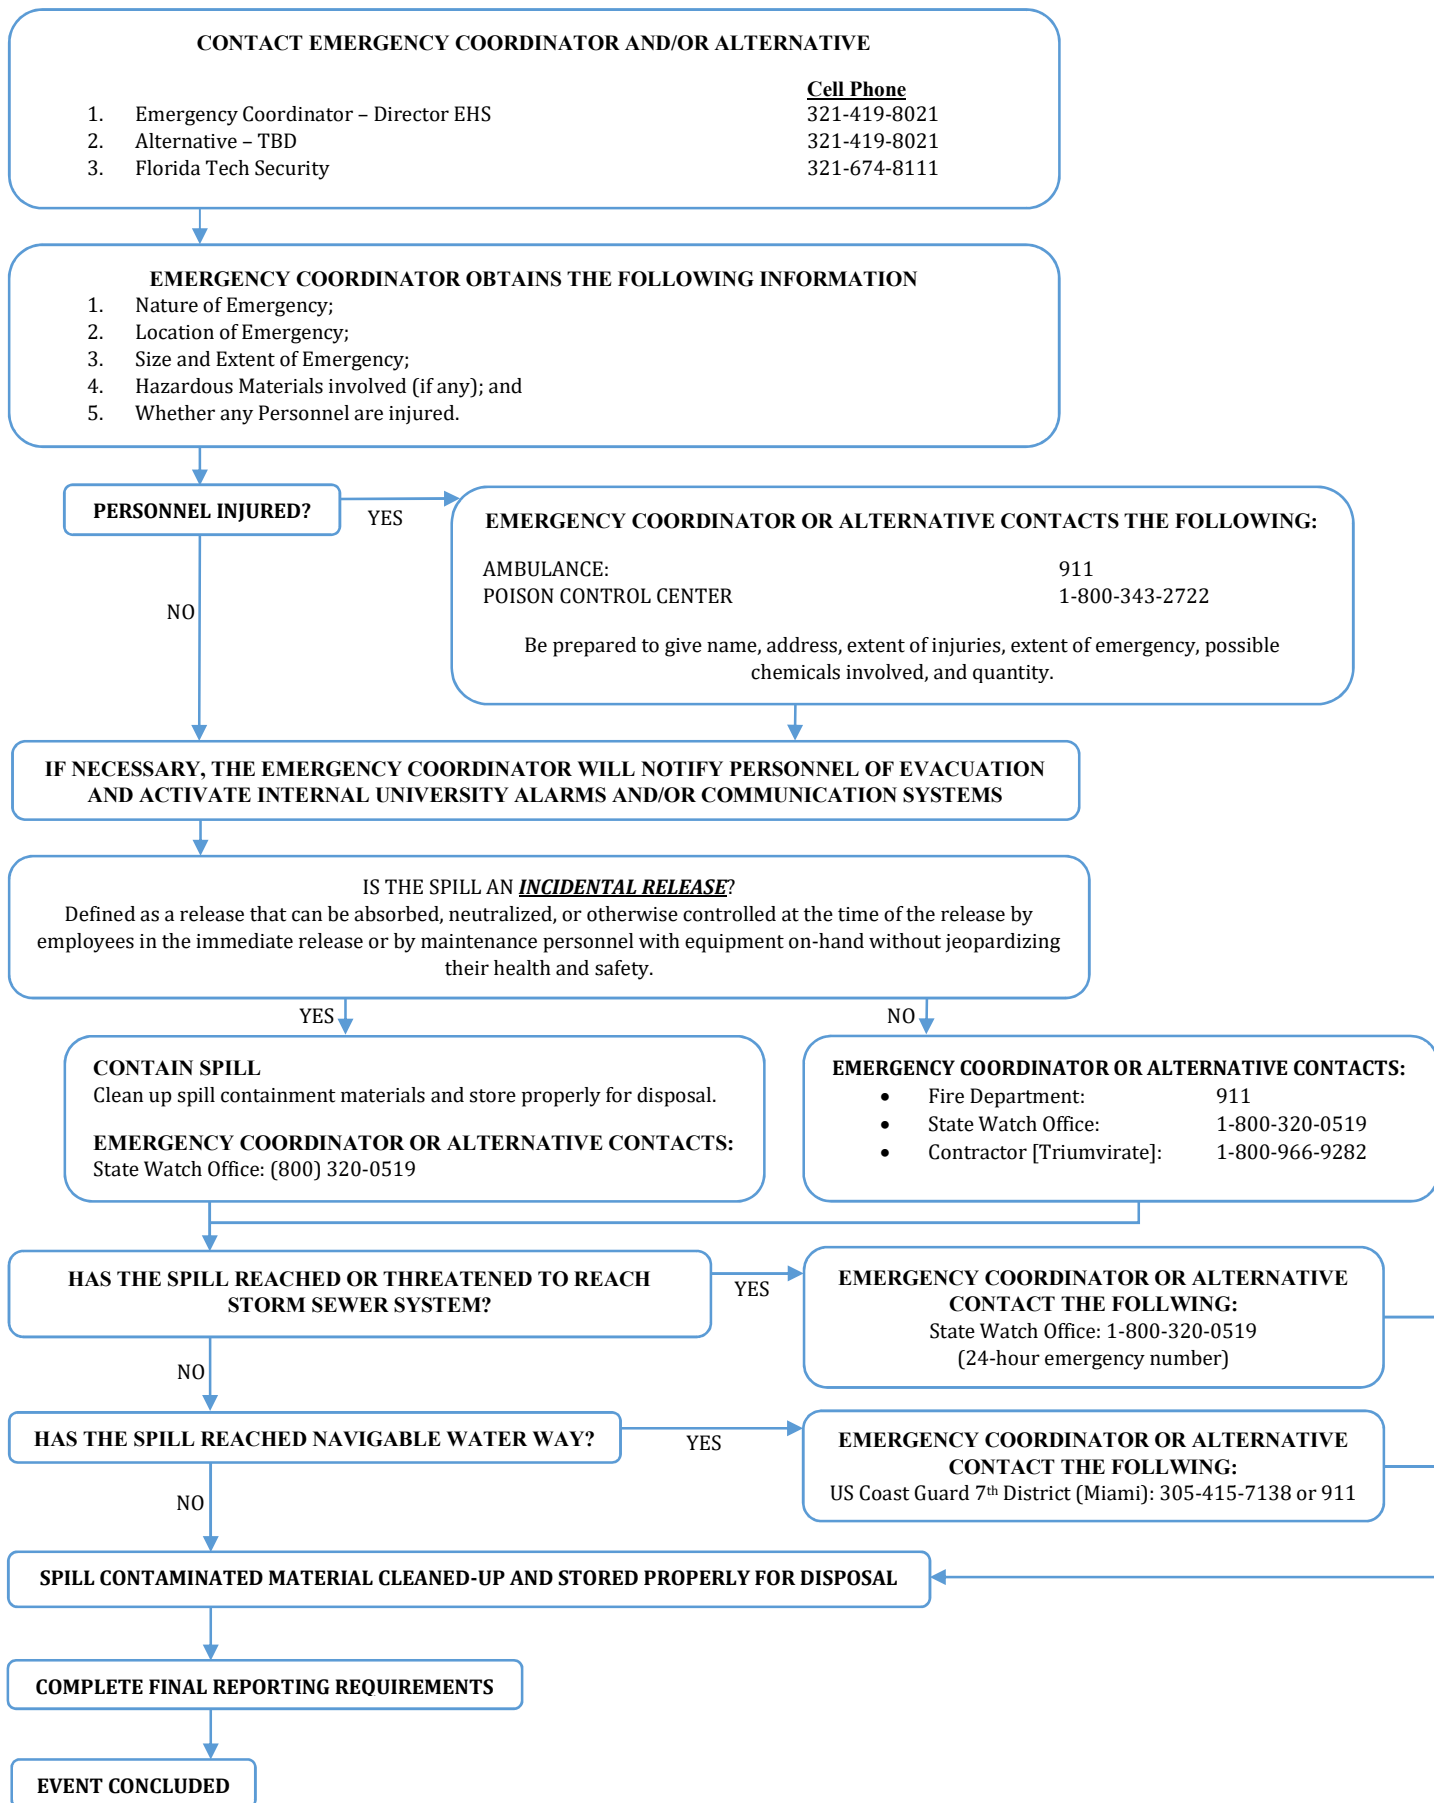 CONTACT EMERGENCY COORDINATOR AND/OR ALTERNATIVE
Cell Phone
1. Emergency Coordinator – Director EHS 321-419-8021
2. Alternative – TBD 321-419-8021
3. Florida Tech Security 321-674-8111
EMERGENCY COORDINATOR OBTAINS THE FOLLOWING INFORMATION
1. Nature of Emergency;
2. Location of Emergency;
3. Size and Extent of Emergency;
4. Hazardous Materials involved (if any); and
5. Whether any Personnel are injured.
PERSONNEL INJURED?
YES
EMERGENCY COORDINATOR OR ALTERNATIVE CONTACTS THE FOLLOWING:
AMBULANCE: 911
POISON CONTROL CENTER 1-800-343-2722
Be prepared to give name, address, extent of injuries, extent of emergency, possible
chemicals involved, and quantity.
NO
IF NECESSARY, THE EMERGENCY COORDINATOR WILL NOTIFY PERSONNEL OF EVACUATION
AND ACTIVATE INTERNAL UNIVERSITY ALARMS AND/OR COMMUNICATION SYSTEMS
IS THE SPILL AN INCIDENTAL RELEASE?
Defined as a release that can be absorbed, neutralized, or otherwise controlled at the time of the release by
employees in the immediate release or by maintenance personnel with equipment on-hand without jeopardizing
their health and safety.
YES
NO
CONTAIN SPILL
Clean up spill containment materials and store properly for disposal.
EMERGENCY COORDINATOR OR ALTERNATIVE CONTACTS:
State Watch Office: (800) 320-0519
EMERGENCY COORDINATOR OR ALTERNATIVE CONTACTS:
• Fire Department: 911
• State Watch Office: 1-800-320-0519
• Contractor [Triumvirate]: 1-800-966-9282
HAS THE SPILL REACHED OR THREATENED TO REACH
STORM SEWER SYSTEM?
YES
EMERGENCY COORDINATOR OR ALTERNATIVE
CONTACT THE FOLLWING:
State Watch Office: 1-800-320-0519
(24-hour emergency number)
NO
HAS THE SPILL REACHED NAVIGABLE WATER WAY?
YES
EMERGENCY COORDINATOR OR ALTERNATIVE
CONTACT THE FOLLWING:
US Coast Guard 7th District (Miami): 305-415-7138 or 911
NO
SPILL CONTAMINATED MATERIAL CLEANED-UP AND STORED PROPERLY FOR DISPOSAL
COMPLETE FINAL REPORTING REQUIREMENTS
EVENT CONCLUDED